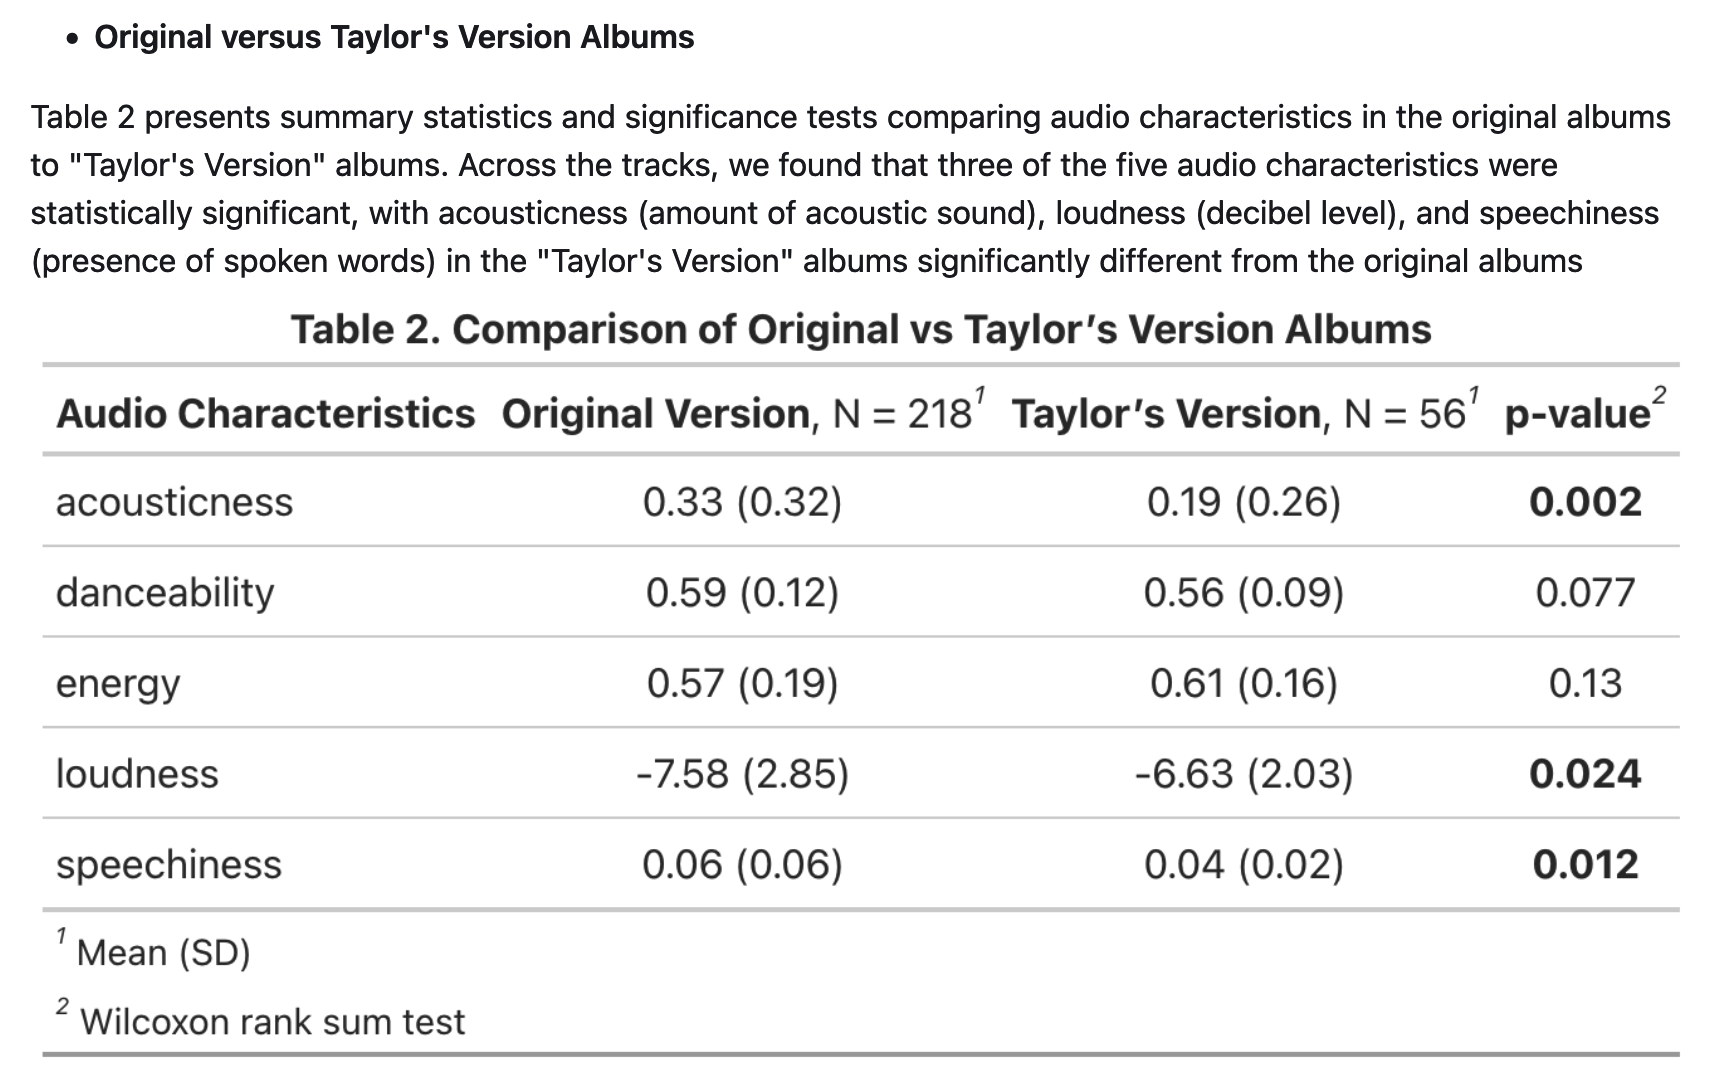 • Original versus Taylor's Version Albums
Table 2 presents summary statistics and significance tests comparing audio characteristics in the original albums
to "Taylor's Version" albums. Across the tracks, we found that three of the five audio characteristics were
statistically significant, with acousticness (amount of acoustic sound), loudness (decibel level), and speechiness
(presence of spoken words) in the "Taylor's Version" albums significantly different from the original albums
Table 2. Comparison of Original vs Taylor’s Version Albums
Audio Characteristics Original Version, N = 218¹ Taylor’s Version, N = 56¹ p-value²
acousticness 0.33 (0.32) 0.19 (0.26) 0.002
danceability 0.59 (0.12) 0.56 (0.09) 0.077
energy 0.57 (0.19) 0.61 (0.16) 0.13
loudness -7.58 (2.85) -6.63 (2.03) 0.024
speechiness 0.06 (0.06) 0.04 (0.02) 0.012
¹ Mean (SD)
² Wilcoxon rank sum test